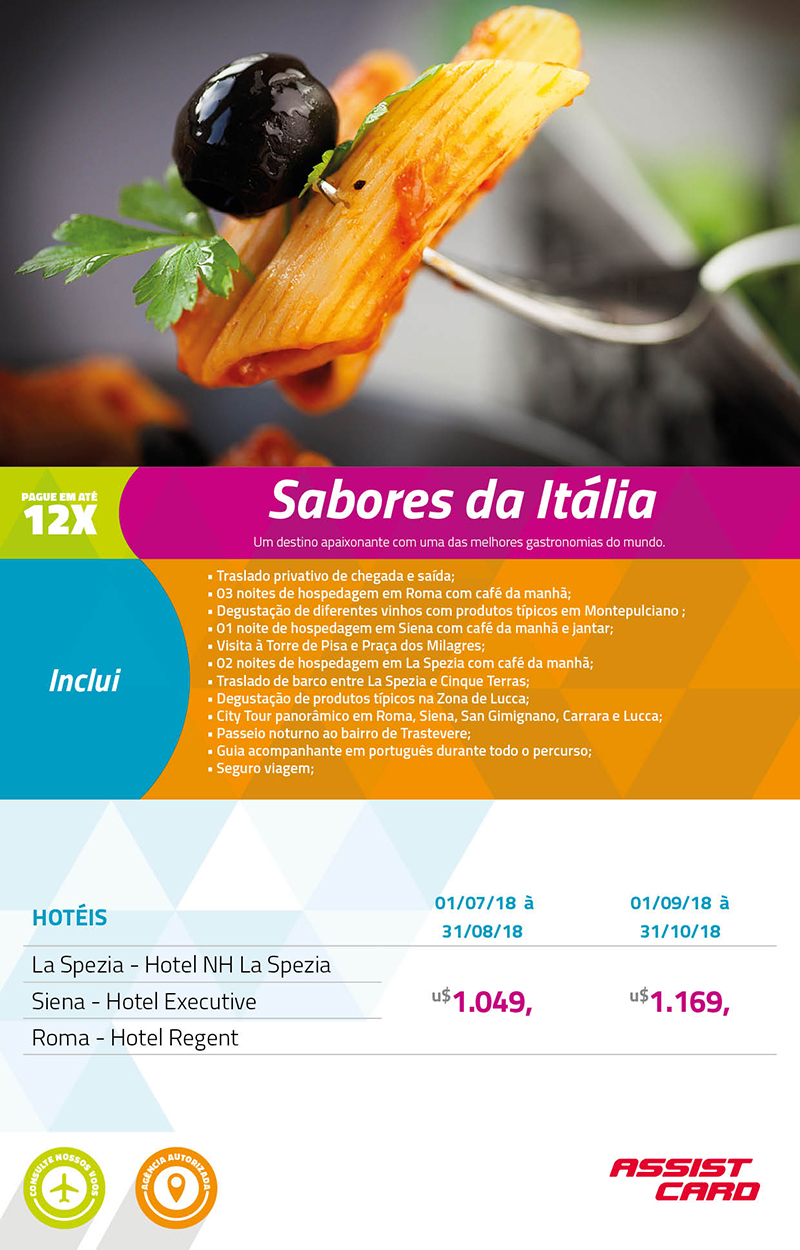 PAGUE EM ATÉ
12X
Sabores da Itália
Um destino apaixonante com uma das melhores gastronomias do mundo.
Inclui
• Traslado privativo de chegada e saída;
• 03 noites de hospedagem em Roma com café da manhã;
• Degustação de diferentes vinhos com produtos típicos em Montepulciano ;
• 01 noite de hospedagem em Siena com café da manhã e jantar;
• Visita à Torre de Pisa e Praça dos Milagres;
• 02 noites de hospedagem em La Spezia com café da manhã;
• Traslado de barco entre La Spezia e Cinque Terras;
• Degustação de produtos típicos na Zona de Lucca;
• City Tour panorâmico em Roma, Siena, San Gimignano, Carrara e Lucca;
• Passeio noturno ao bairro de Trastevere;
• Guia acompanhante em português durante todo o percurso;
• Seguro viagem;
HOTÉIS
01/07/18 à
31/08/18
01/09/18 à
31/10/18
La Spezia - Hotel NH La Spezia
Siena - Hotel Executive
Roma - Hotel Regent
u$1.049,
u$1.169,
CONSULTE NOSSOS VOOS
AGÊNCIA AUTORIZADA
ASSIST
CARD